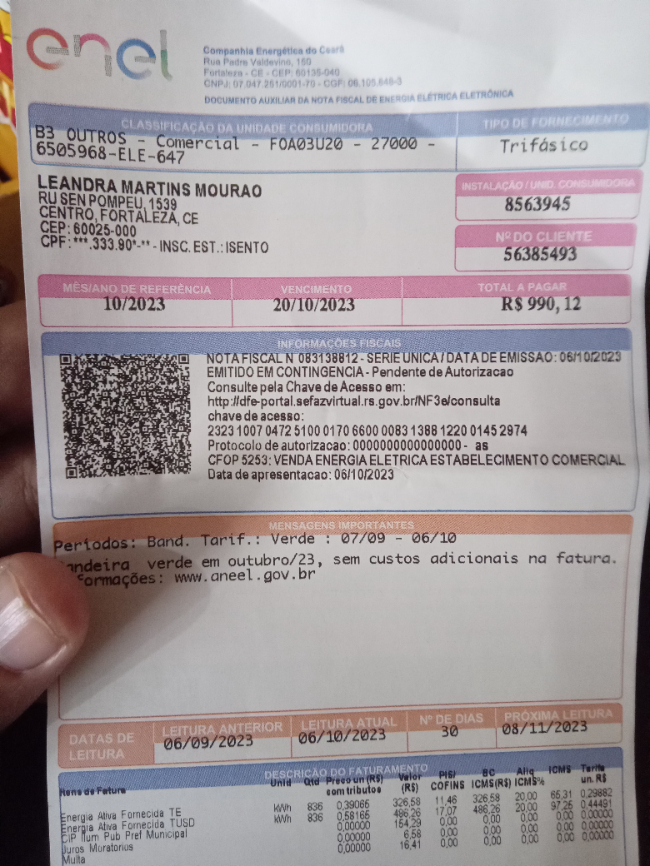 enel
Companhia Energética do Ceará
Rua Padre Valdevino, 150
Fortaleza - CE - CEP: 60135-040
CNPJ: 07.047.251/0001-70 - CGF: 06.105.848-3
DOCUMENTO AUXILIAR DA NOTA FISCAL DE ENERGIA ELÉTRICA ELETRÔNICA
CLASSIFICAÇÃO DA UNIDADE CONSUMIDORA
TIPO DE FORNECIMENTO
B3 OUTROS - Comercial - FOA03U20 - 27000 -
6505968-ELE-647
Trifásico
LEANDRA MARTINS MOURAO
RU SEN POMPEU, 1539
CENTRO, FORTALEZA, CE
CEP: 60025-000
CPF: ***.333.90*-** - INSC. EST.: ISENTO
INSTALAÇÃO / UNID. CONSUMIDORA
8563945
Nº DO CLIENTE
56385493
MÊS/ANO DE REFERÊNCIA
VENCIMENTO
TOTAL A PAGAR
10/2023
20/10/2023
R$ 990,12
INFORMAÇÕES FISCAIS
NOTA FISCAL N 083138812 - SERIE UNICA / DATA DE EMISSAO: 06/10/2023
EMITIDO EM CONTINGENCIA - Pendente de Autorizacao
Consulte pela Chave de Acesso em:
http://dfe-portal.sefazvirtual.rs.gov.br/NF3e/consulta
chave de acesso:
2323 1007 0472 5100 0170 6600 0083 1388 1220 0145 2974
Protocolo de autorizacao: 0000000000000000 - as
CFOP 5253: VENDA ENERGIA ELETRICA ESTABELECIMENTO COMERCIAL
Data de apresentacao: 06/10/2023
MENSAGENS IMPORTANTES
Períodos: Band. Tarif.: Verde : 07/09 - 06/10
andeira verde em outubro/23, sem custos adicionais na fatura.
formações: www.aneel.gov.br
DATAS DE LEITURA
LEITURA ANTERIOR
LEITURA ATUAL
Nº DE DIAS
PRÓXIMA LEITURA
06/09/2023
06/10/2023
30
08/11/2023
DESCRIÇÃO DO FATURAMENTO
Itens de Fatura Unid Qtd Preço un (R$) com tributos Valor (R$) PIS/ COFINS BC ICMS(R$) Alíq ICMS% ICMS Tarifa un. R$
Energia Ativa Fornecida TE kWh 836 0,39065 326,58 11,46 326,58 20,00 65,31 0,29882
Energia Ativa Fornecida TUSD kWh 836 0,58165 486,26 17,07 486,26 20,00 97,25 0,44491
CIP Ilum Pub Pref Municipal 0,00000 154,29 0,00 0,00 0,00 0,00 0,00000
Juros Moratorios 0,00000 6,58 0,00 0,00 0,00 0,00 0,00000
Multa 0,00000 16,41 0,00 0,00 0,00 0,00 0,00000